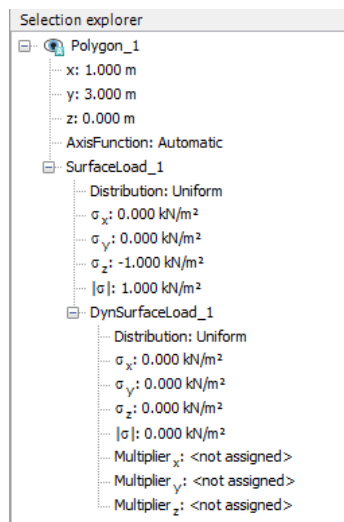 Selection explorer
Polygon_1
x: 1.000 m
y: 3.000 m
z: 0.000 m
AxisFunction: Automatic
SurfaceLoad_1
Distribution: Uniform
σx: 0.000 kN/m²
σy: 0.000 kN/m²
σz: -1.000 kN/m²
|σ|: 1.000 kN/m²
DynSurfaceLoad_1
Distribution: Uniform
σx: 0.000 kN/m²
σy: 0.000 kN/m²
σz: 0.000 kN/m²
|σ|: 0.000 kN/m²
Multiplierx: <not assigned>
Multipliery: <not assigned>
Multiplierz: <not assigned>